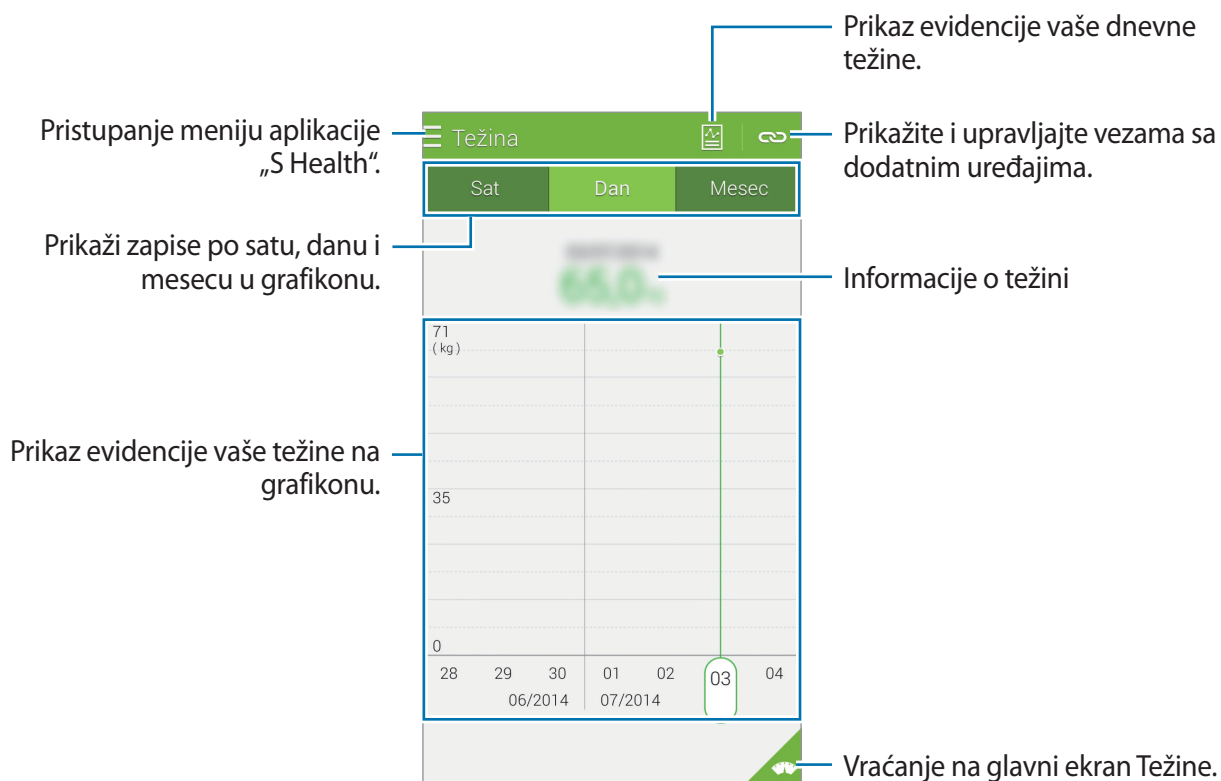 Prikaz evidencije vaše dnevne
težine.
Pristupanje meniju aplikacije
„S Health“.
Težina
Prikažite i upravljajte vezama sa
dodatnim uređajima.
Sat
Dan
Mesec
Prikaži zapise po satu, danu i
mesecu u grafikonu.
65,0
Informacije o težini
71
(kg)
Prikaz evidencije vaše težine na
grafikonu.
35
0
28 29 30 01 02 03 04
06/2014 07/2014
Vraćanje na glavni ekran Težine.